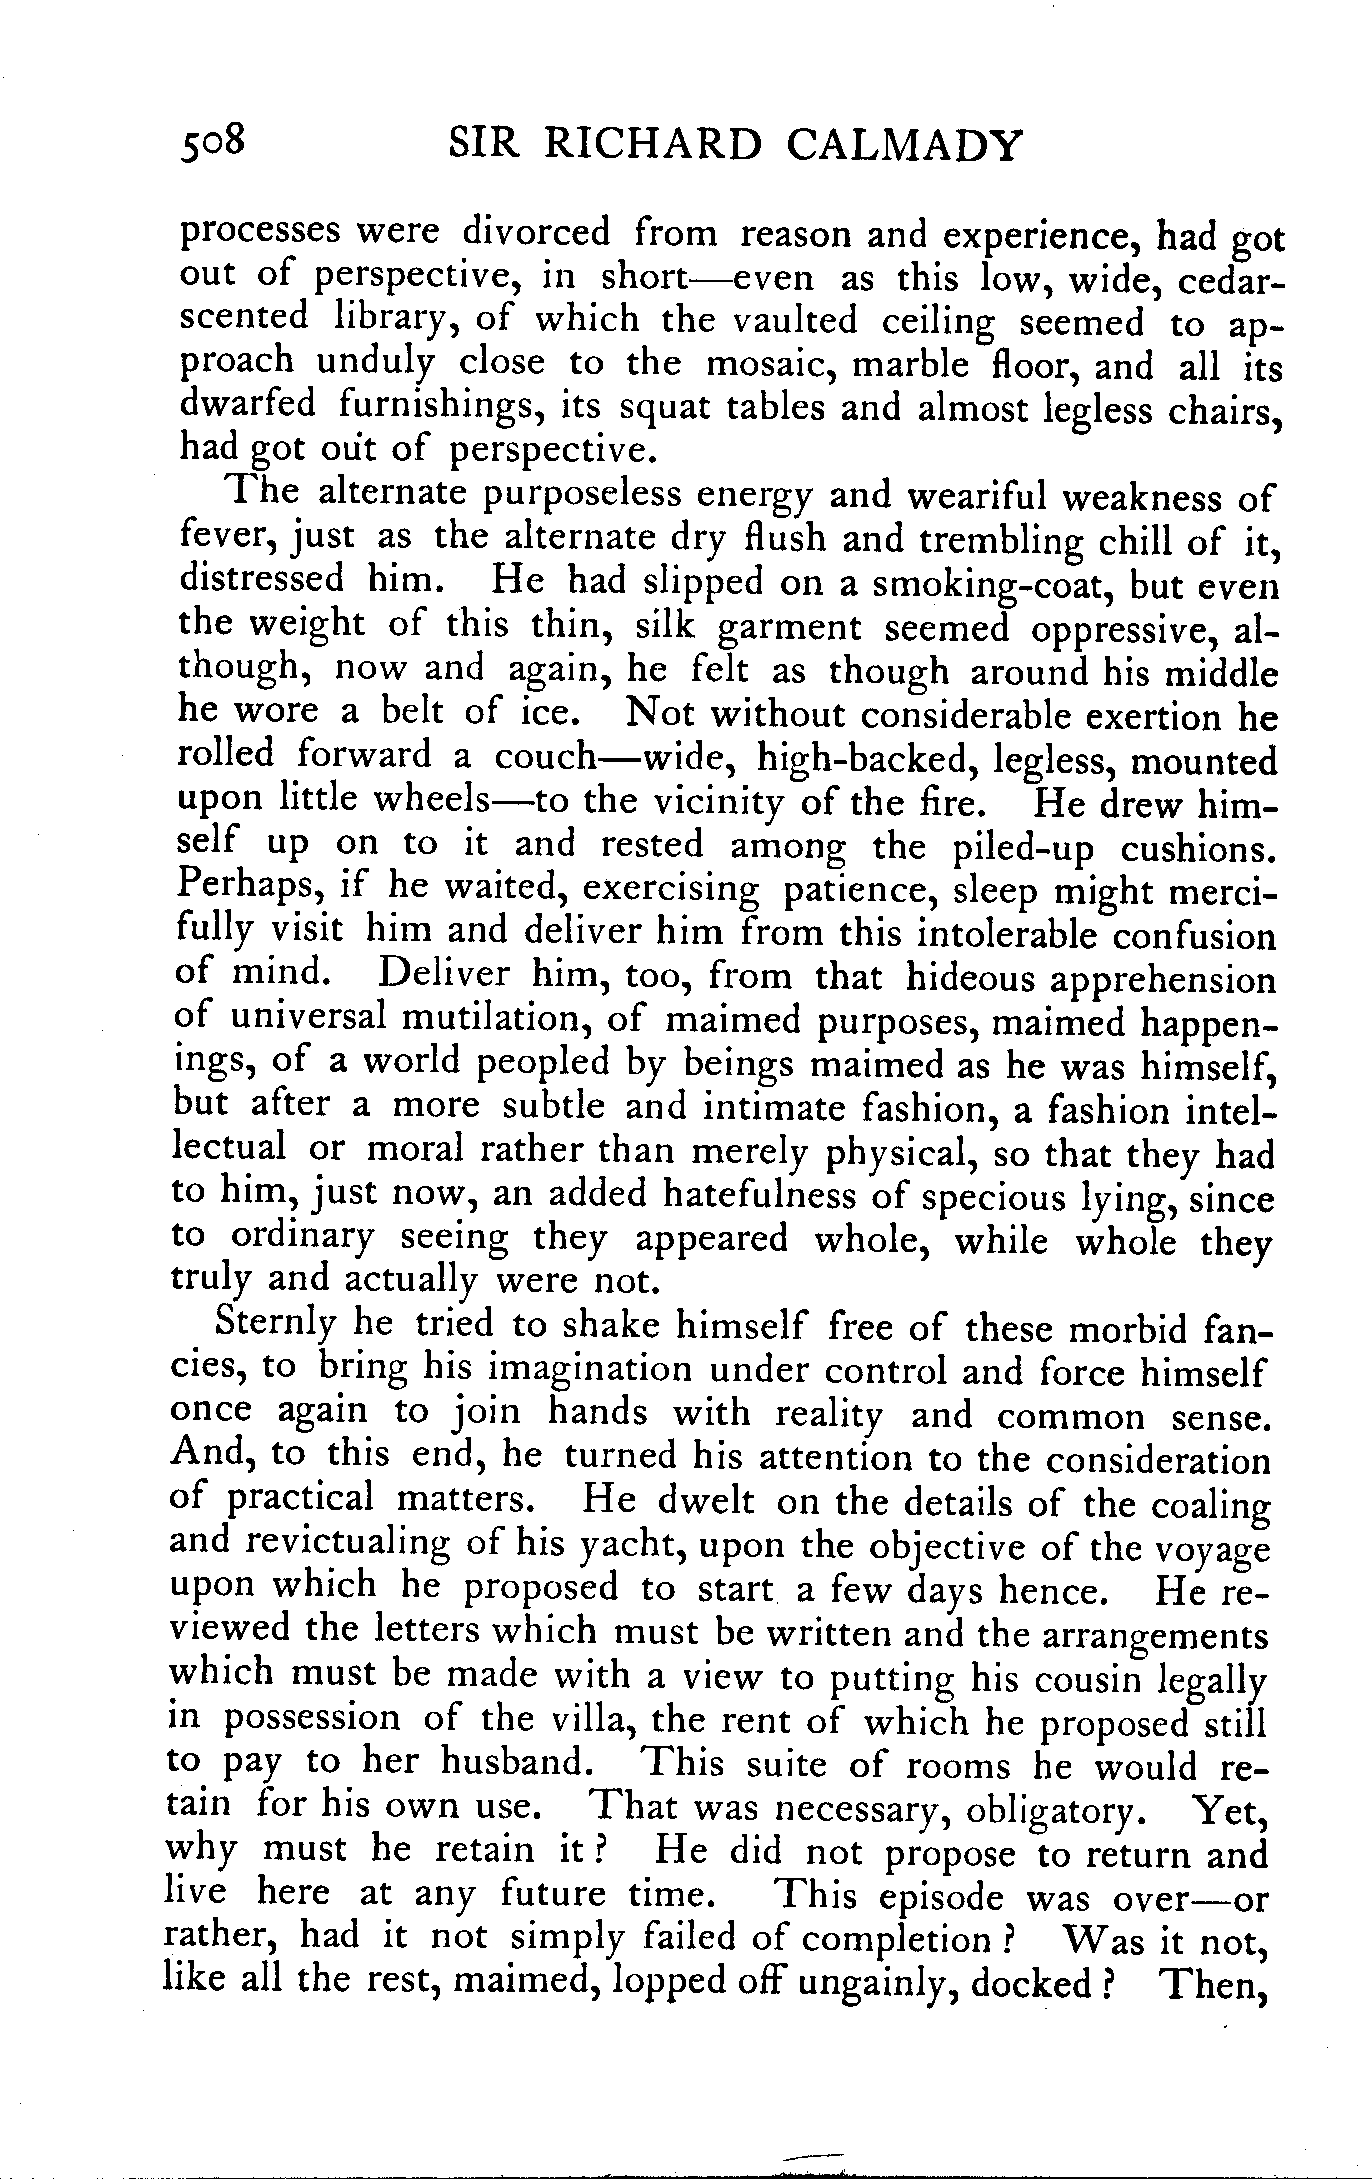 508 SIR RICHARD CALMADY
processes were divorced from reason and experience, had got
out of perspective, in short—even as this low, wide, cedar-
scented library, of which the vaulted ceiling seemed to ap-
proach unduly close to the mosaic, marble floor, and all its
dwarfed furnishings, its squat tables and almost legless chairs,
had got out of perspective.
The alternate purposeless energy and weariful weakness of
fever, just as the alternate dry flush and trembling chill of it,
distressed him. He had slipped on a smoking-coat, but even
the weight of this thin, silk garment seemed oppressive, al-
though, now and again, he felt as though around his middle
he wore a belt of ice. Not without considerable exertion he
rolled forward a couch—wide, high-backed, legless, mounted
upon little wheels—to the vicinity of the fire. He drew him-
self up on to it and rested among the piled-up cushions.
Perhaps, if he waited, exercising patience, sleep might merci-
fully visit him and deliver him from this intolerable confusion
of mind. Deliver him, too, from that hideous apprehension
of universal mutilation, of maimed purposes, maimed happen-
ings, of a world peopled by beings maimed as he was himself,
but after a more subtle and intimate fashion, a fashion intel-
lectual or moral rather than merely physical, so that they had
to him, just now, an added hatefulness of specious lying, since
to ordinary seeing they appeared whole, while whole they
truly and actually were not.
Sternly he tried to shake himself free of these morbid fan-
cies, to bring his imagination under control and force himself
once again to join hands with reality and common sense.
And, to this end, he turned his attention to the consideration
of practical matters. He dwelt on the details of the coaling
and revictualing of his yacht, upon the objective of the voyage
upon which he proposed to start a few days hence. He re-
viewed the letters which must be written and the arrangements
which must be made with a view to putting his cousin legally
in possession of the villa, the rent of which he proposed still
to pay to her husband. This suite of rooms he would re-
tain for his own use. That was necessary, obligatory. Yet,
why must he retain it? He did not propose to return and
live here at any future time. This episode was over—or
rather, had it not simply failed of completion? Was it not,
like all the rest, maimed, lopped off ungainly, docked? Then,